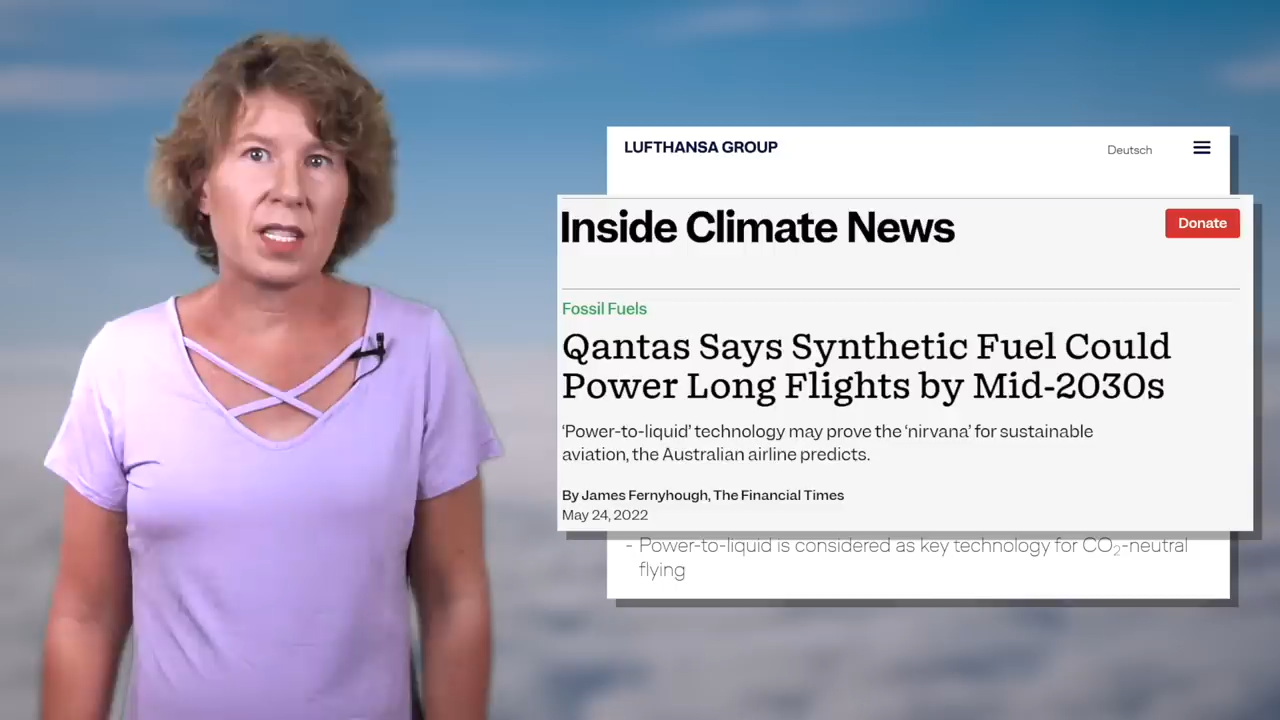 LUFTHANSA GROUP
Deutsch
Inside Climate News
Donate
Fossil Fuels
Qantas Says Synthetic Fuel Could
Power Long Flights by Mid-2030s
‘Power-to-liquid’ technology may prove the ‘nirvana’ for sustainable
aviation, the Australian airline predicts.
By James Fernyhough, The Financial Times
May 24, 2022
- Power-to-liquid is considered as key technology for CO₂-neutral
flying